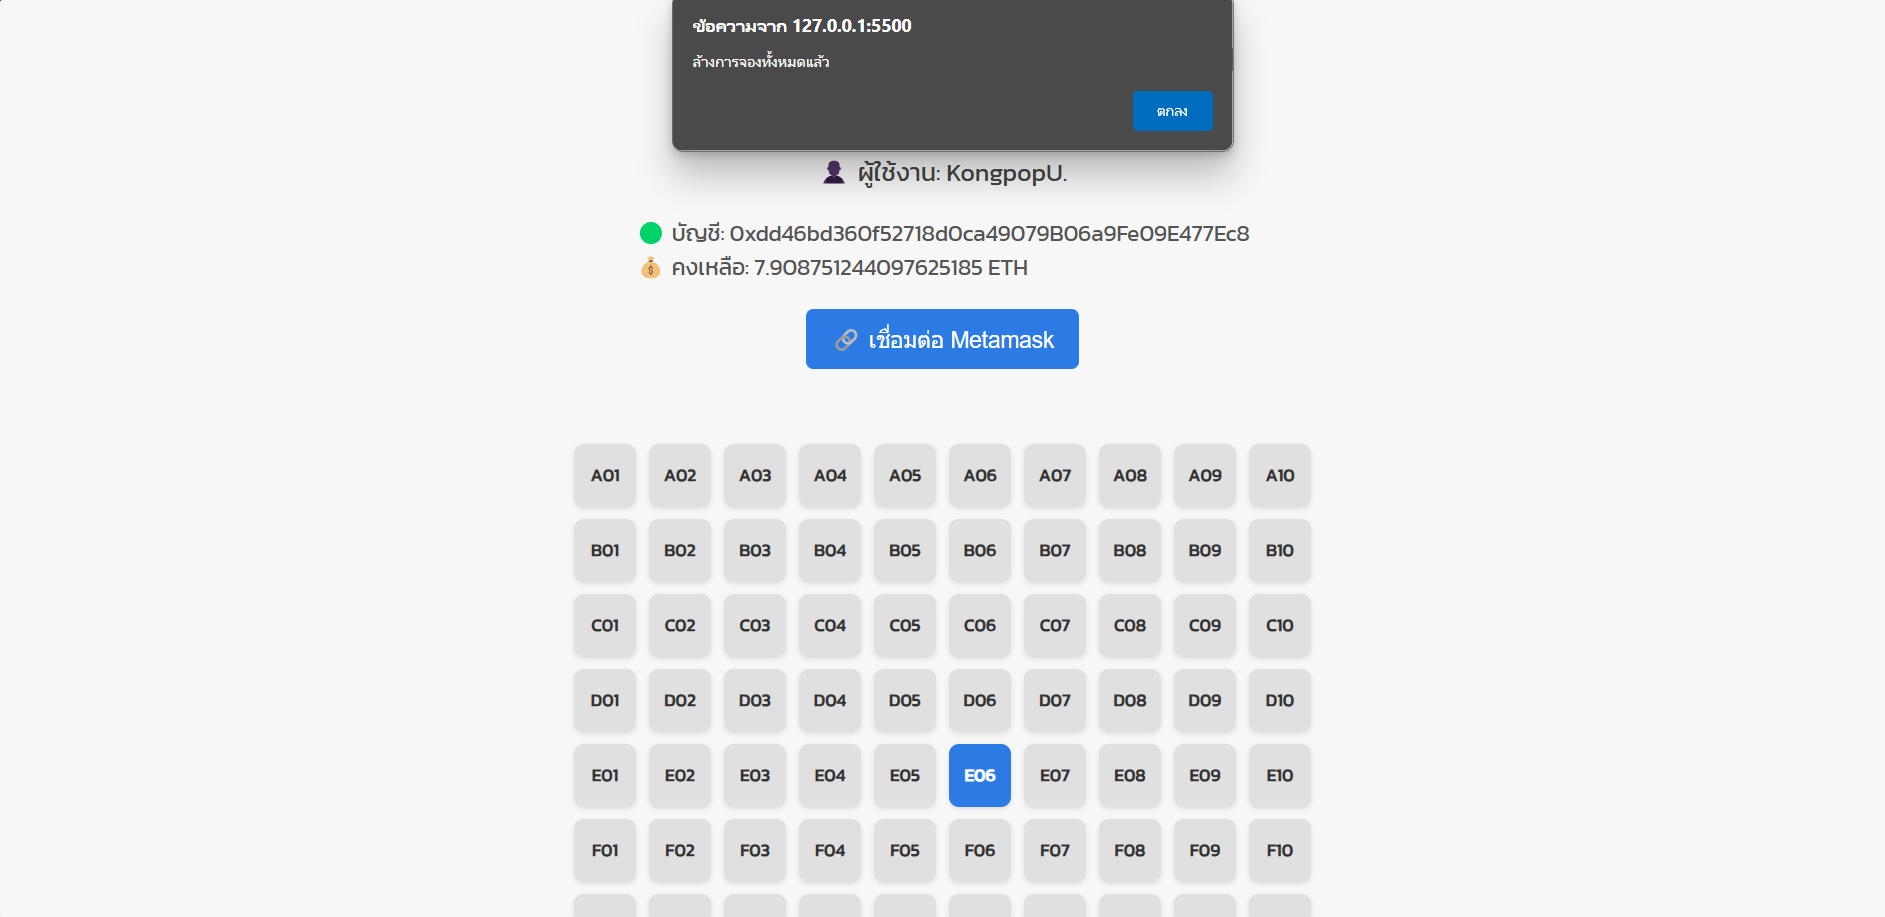 ข้อความจาก 127.0.0.1:5500
ล้างการจองทั้งหมดแล้ว
ตกลง
ผู้ใช้งาน: KongpopU.
บัญชี: 0xdd46bd360f52718d0ca49079B06a9Fe09E477Ec8
คงเหลือ: 7.908751244097625185 ETH
เชื่อมต่อ Metamask
A01 A02 A03 A04 A05 A06 A07 A08 A09 A10
B01 B02 B03 B04 B05 B06 B07 B08 B09 B10
C01 C02 C03 C04 C05 C06 C07 C08 C09 C10
D01 D02 D03 D04 D05 D06 D07 D08 D09 D10
E01 E02 E03 E04 E05 E06 E07 E08 E09 E10
F01 F02 F03 F04 F05 F06 F07 F08 F09 F10